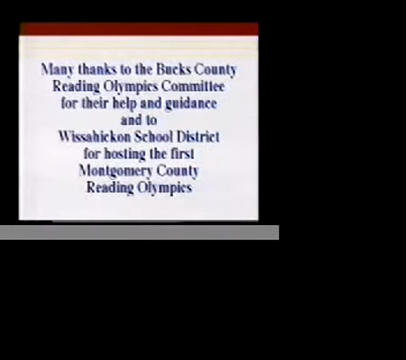 Many thanks to the Bucks County
Reading Olympics Committee
for their help and guidance
and to
Wissahickon School District
for hosting the first
Montgomery County
Reading Olympics